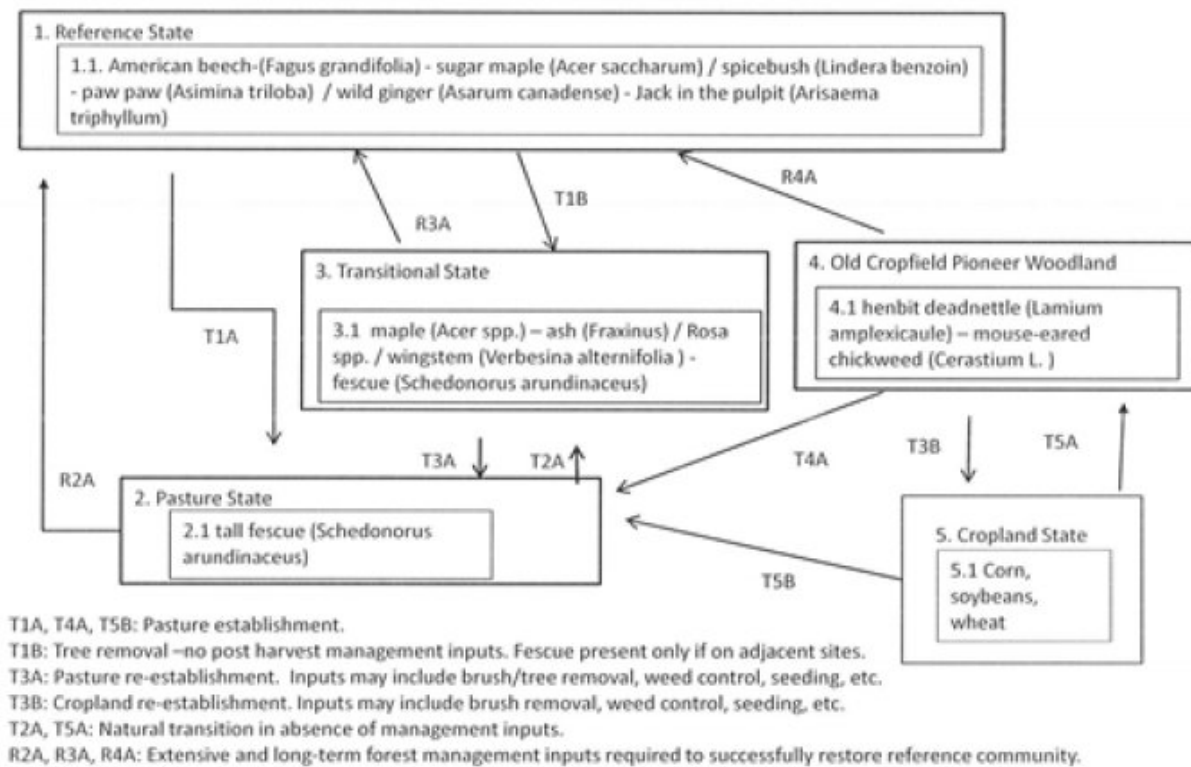 1. Reference State
1.1. American beech-(Fagus grandifolia) - sugar maple (Acer saccharum) / spicebush (Lindera benzoin)
- paw paw (Asimina triloba) / wild ginger (Asarum canadense) - Jack in the pulpit (Arisaema
triphyllum)
R4A
T1B
R3A
3. Transitional State
3.1 maple (Acer spp.) – ash (Fraxinus) / Rosa
spp. / wingstem (Verbesina alternifolia ) -
fescue (Schedonorus arundinaceus)
4. Old Cropfield Pioneer Woodland
4.1 henbit deadnettle (Lamium
amplexicaule) – mouse-eared
chickweed (Cerastium L. )
T1A
R2A
T3A
T2A
T4A
T3B
T5A
2. Pasture State
2.1 tall fescue (Schedonorus
arundinaceus)
T5B
5. Cropland State
5.1 Corn,
soybeans,
wheat
T1A, T4A, T5B: Pasture establishment.
T1B: Tree removal –no post harvest management inputs. Fescue present only if on adjacent sites.
T3A: Pasture re-establishment. Inputs may include brush/tree removal, weed control, seeding, etc.
T3B: Cropland re-establishment. Inputs may include brush removal, weed control, seeding, etc.
T2A, T5A: Natural transition in absence of management inputs.
R2A, R3A, R4A: Extensive and long-term forest management inputs required to successfully restore reference community.